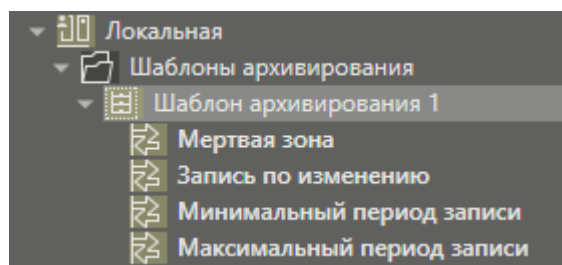 Локальная
Шаблоны архивирования
Шаблон архивирования 1
Мертвая зона
Запись по изменению
Минимальный период записи
Максимальный период записи